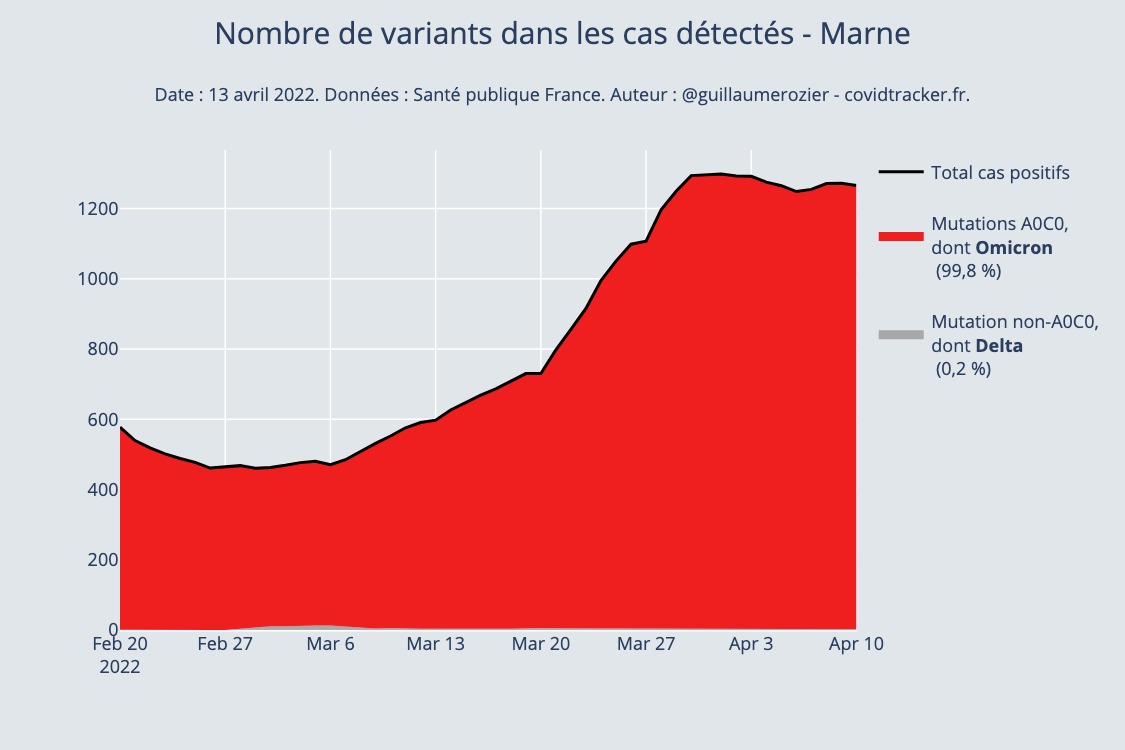 Nombre de variants dans les cas détectés - Marne
Date : 13 avril 2022. Données : Santé publique France. Auteur : @guillaumerozier - covidtracker.fr.
Total cas positifs
Mutations A0C0,
dont Omicron
(99,8 %)
Mutation non-A0C0,
dont Delta
(0,2 %)
1200
1000
800
600
400
200
0
Feb 20 Feb 27 Mar 6 Mar 13 Mar 20 Mar 27 Apr 3 Apr 10
2022